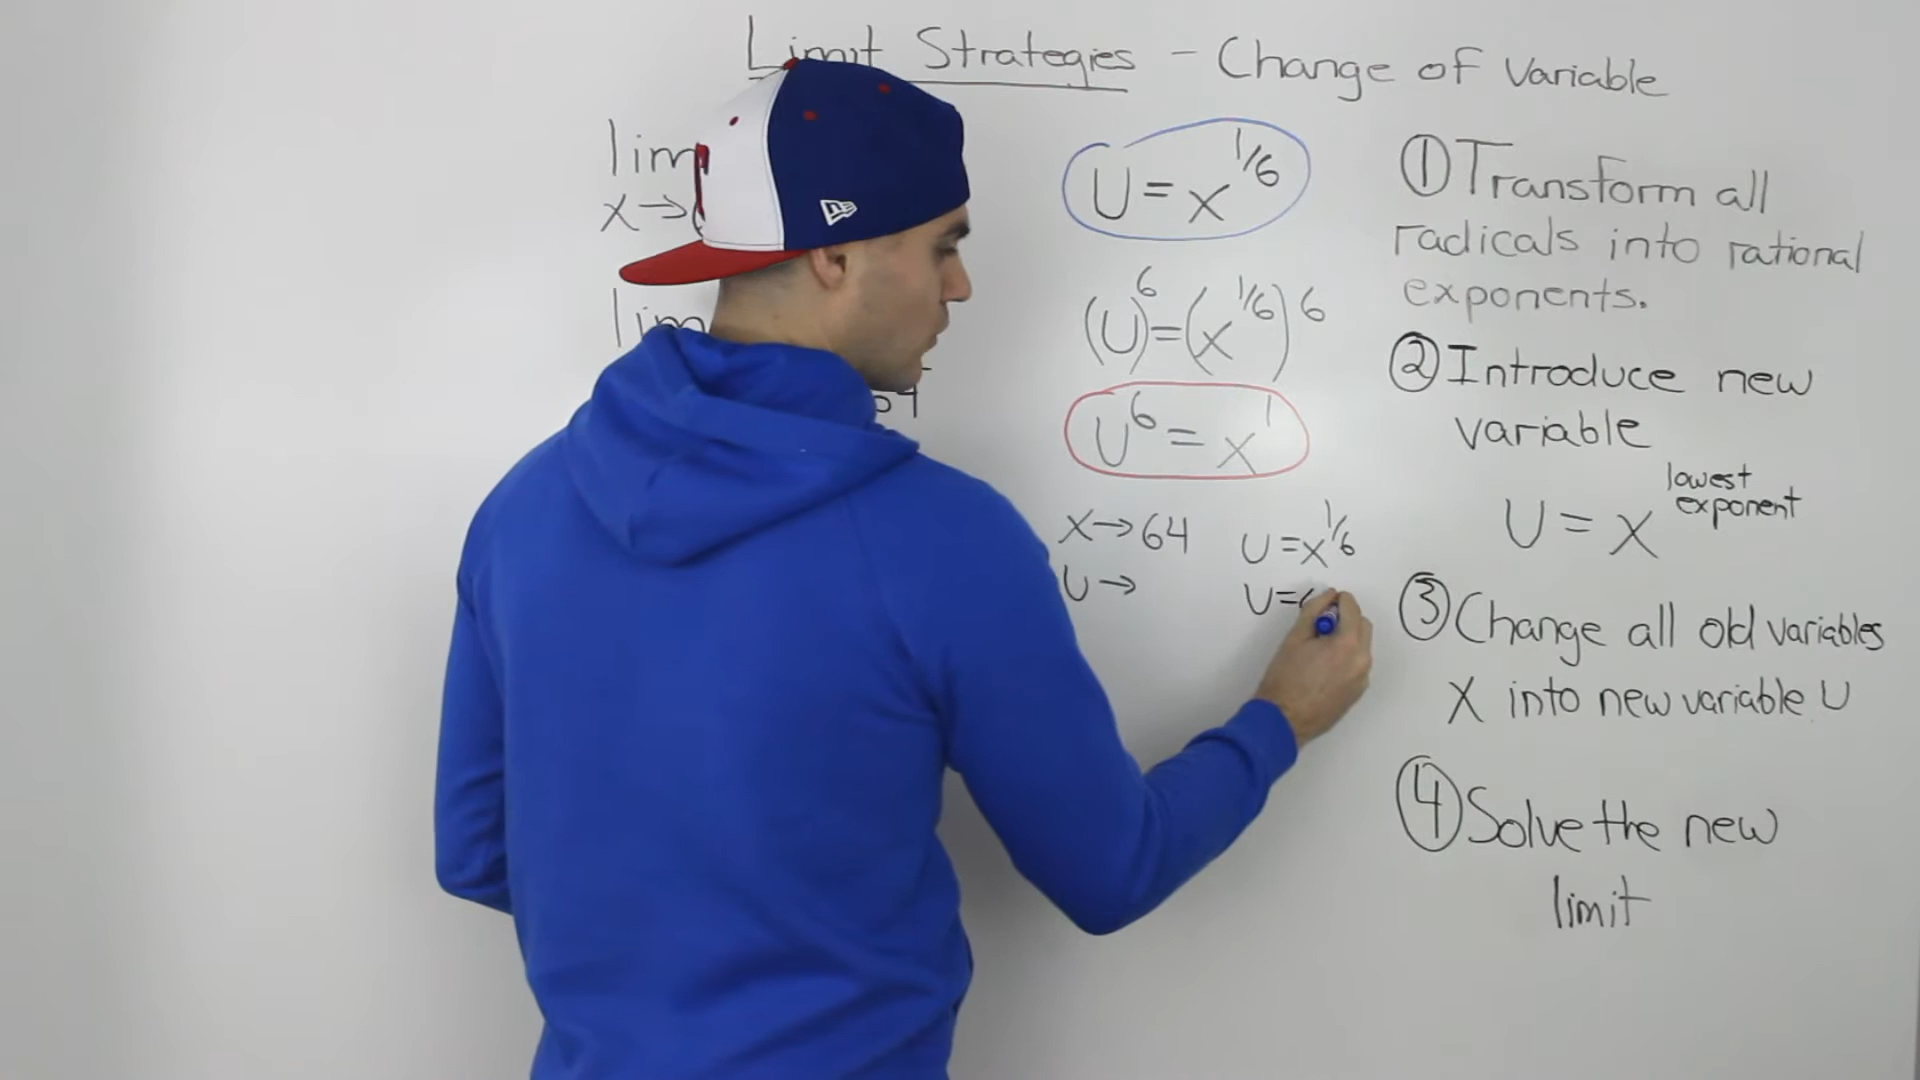 Limit Strategies - Change of Variable
lim
x→
lim
64
U = x^1/6
(U)^6 = (x^1/6)^6
U^6 = x^1
x→64
U→
U = x^1/6
U =
① Transform all
radicals into rational
exponents.
② Introduce new
variable
U = x^lowest exponent
③ Change all old variables
X into new variable U
④ Solve the new
limit